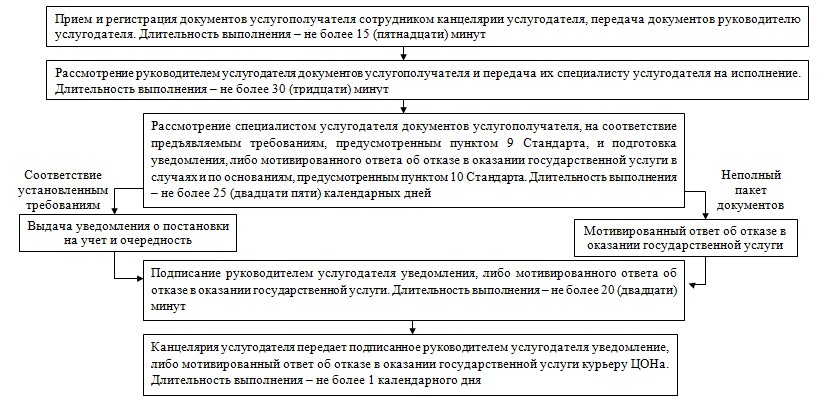 Прием и регистрация документов услугополучателя сотрудником канцелярии услугодателя, передача документов руководителю
услугодателя. Длительность выполнения – не более 15 (пятнадцати) минут
Рассмотрение руководителем услугодателя документов услугополучателя и передача их специалисту услугодателя на исполнение.
Длительность выполнения – не более 30 (тридцати) минут
Рассмотрение специалистом услугодателя документов услугополучателя, на соответствие
предъявляемым требованиям, предусмотренным пунктом 9 Стандарта, и подготовка
уведомления, либо мотивированного ответа об отказе в оказании государственной услуги в
случаях и по основаниям, предусмотренным пунктом 10 Стандарта. Длительность выполнения
– не более 25 (двадцати пяти) календарных дней
Соответствие
установленным
требованиям
Неполный
пакет
документов
Выдача уведомления о постановки
на учет и очередность
Мотивированный ответ об отказе в
оказании государственной услуги
Подписание руководителем услугодателя уведомления, либо мотивированного ответа об
отказе в оказании государственной услуги. Длительность выполнения – не более 20 (двадцати)
минут
Канцелярия услугодателя передает подписанное руководителем услугодателя уведомление,
либо мотивированный ответ об отказе в оказании государственной услуги курьеру ЦОНа.
Длительность выполнения – не более 1 календарного дня